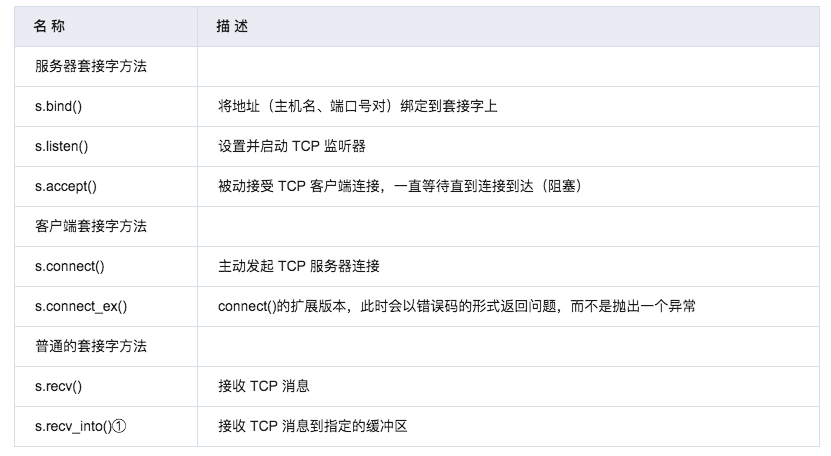 名 称 描 述
服务器套接字方法
s.bind() 将地址（主机名、端口号对）绑定到套接字上
s.listen() 设置并启动 TCP 监听器
s.accept() 被动接受 TCP 客户端连接，一直等待直到连接到达（阻塞）
客户端套接字方法
s.connect() 主动发起 TCP 服务器连接
s.connect_ex() connect()的扩展版本，此时会以错误码的形式返回问题，而不是抛出一个异常
普通的套接字方法
s.recv() 接收 TCP 消息
s.recv_into()① 接收 TCP 消息到指定的缓冲区